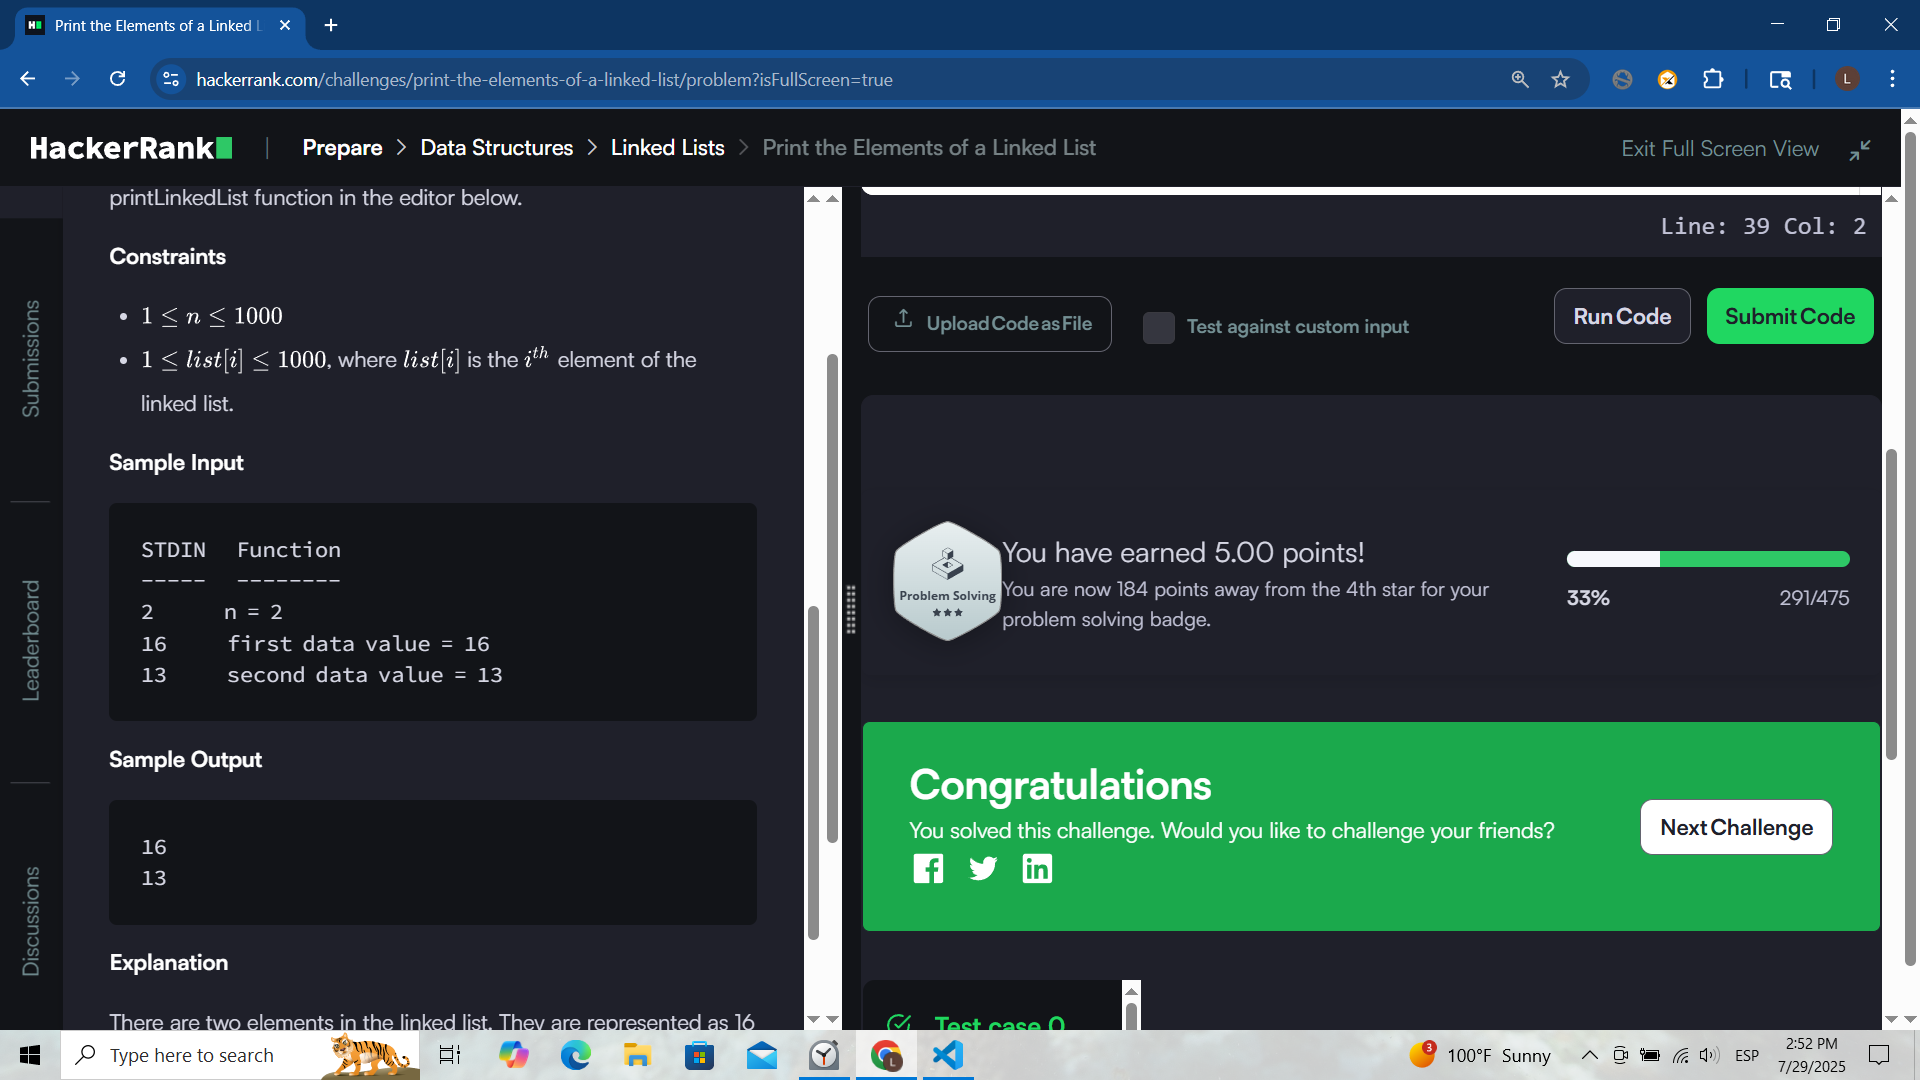 Print the Elements of a Linked L
hackerrank.com/challenges/print-the-elements-of-a-linked-list/problem?isFullScreen=true
L
HackerRank
Prepare > Data Structures > Linked Lists > Print the Elements of a Linked List
Exit Full Screen View
Submissions
Leaderboard
Discussions
printLinkedList function in the editor below.
Constraints
• 1 ≤ n ≤ 1000
• 1 ≤ list[i] ≤ 1000, where list[i] is the i^th element of the
linked list.
Sample Input
STDIN Function
----- --------
2 n = 2
16 first data value = 16
13 second data value = 13
Sample Output
16
13
Explanation
There are two elements in the linked list. They are represented as 16
Line: 39 Col: 2
Upload Code as File
Test against custom input
Run Code
Submit Code
Problem Solving
You have earned 5.00 points!
You are now 184 points away from the 4th star for your
problem solving badge.
33%
291/475
Congratulations
You solved this challenge. Would you like to challenge your friends?
Next Challenge
Test case 0
Type here to search
L
3
100°F Sunny
ESP
2:52 PM
7/29/2025